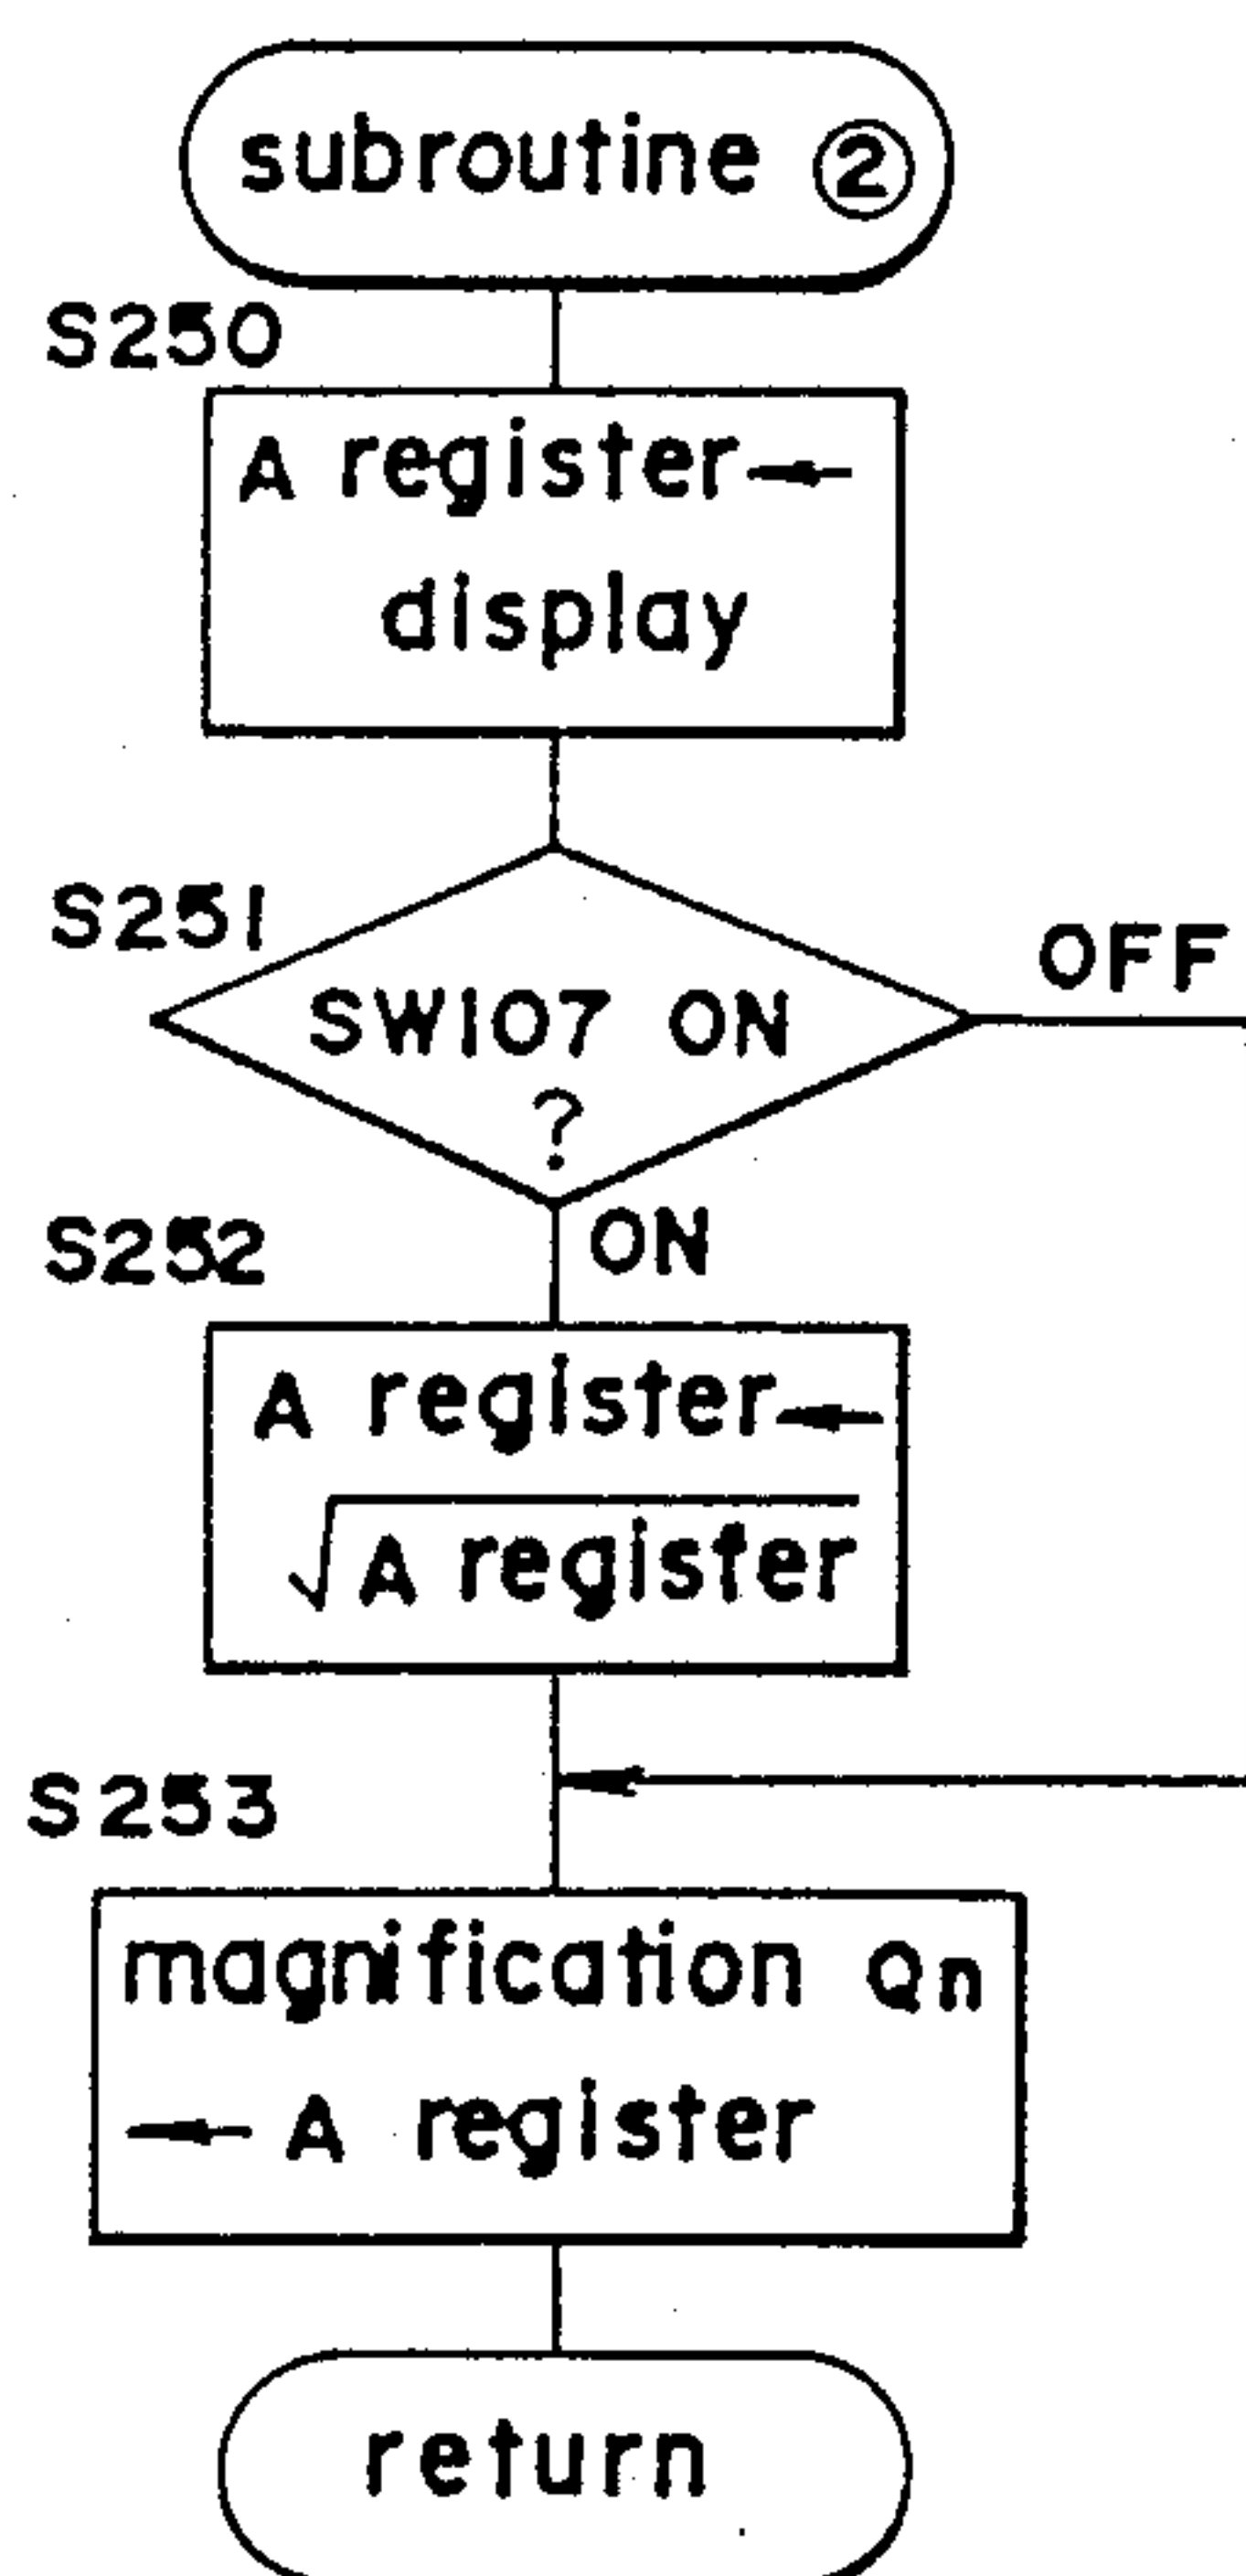 subroutine ②
S250
A register ←
display
S251
SW107 ON
?
OFF
ON
S252
A register ←
√A register
S253
magnification Qn
← A register
return